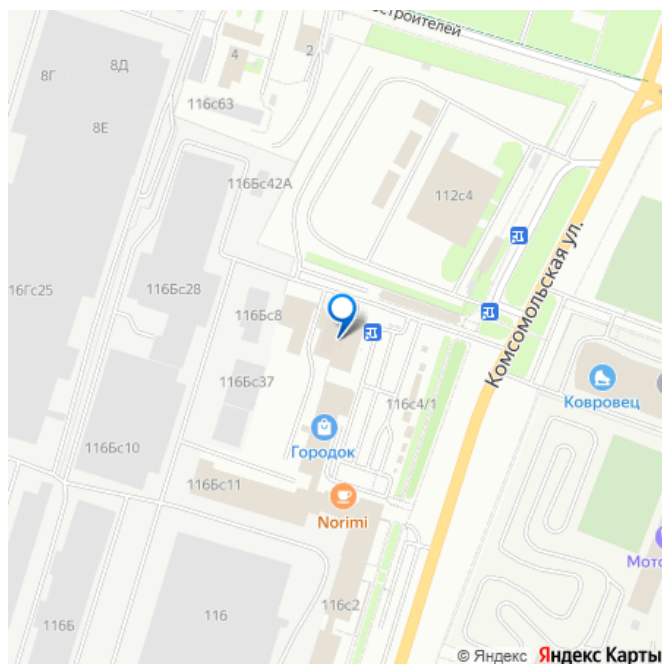 строителей
4
2
8Г
8Д
116с63
8Е
116Бс42А
112с4
16Гс25
116Бс28
116Бс8
Комсомольская ул.
116Бс37
116с4/1
Ковровец
Городок
116Бс10
116Бс11
Norimi
Мото
116Б
116
116с2
© Яндекс Яндекс Карты